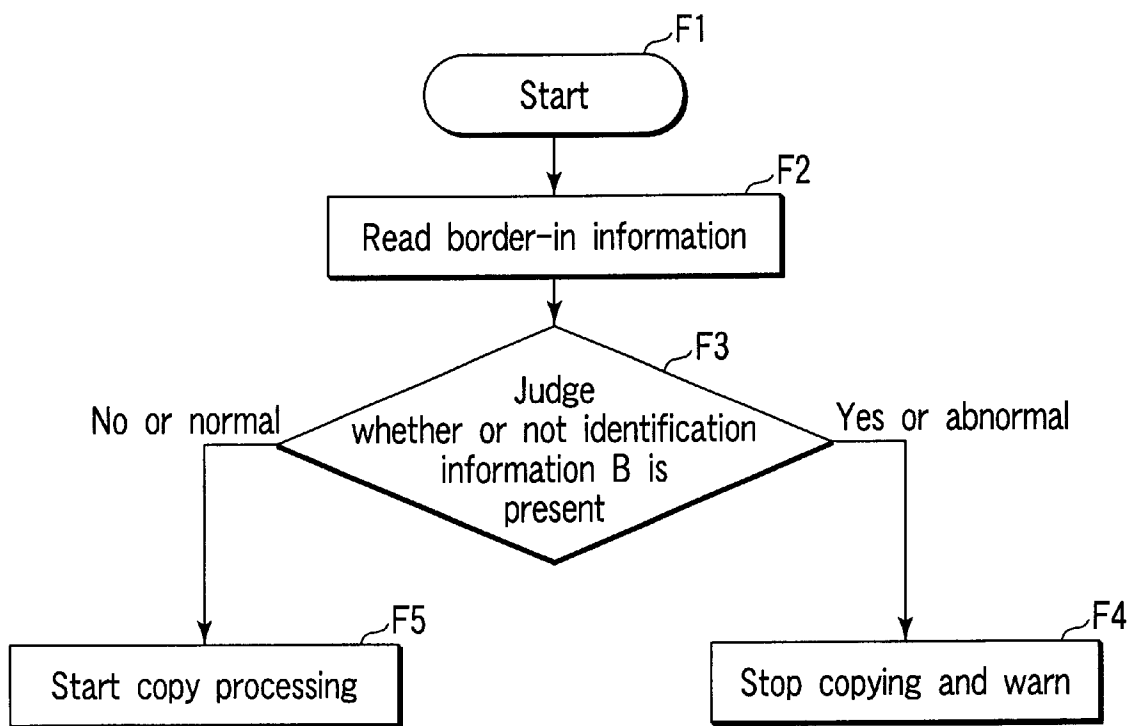 F1
Start
F2
Read border-in information
F3
Judge
whether or not identification
information B is
present
No or normal
Yes or abnormal
F5
Start copy processing
F4
Stop copying and warn